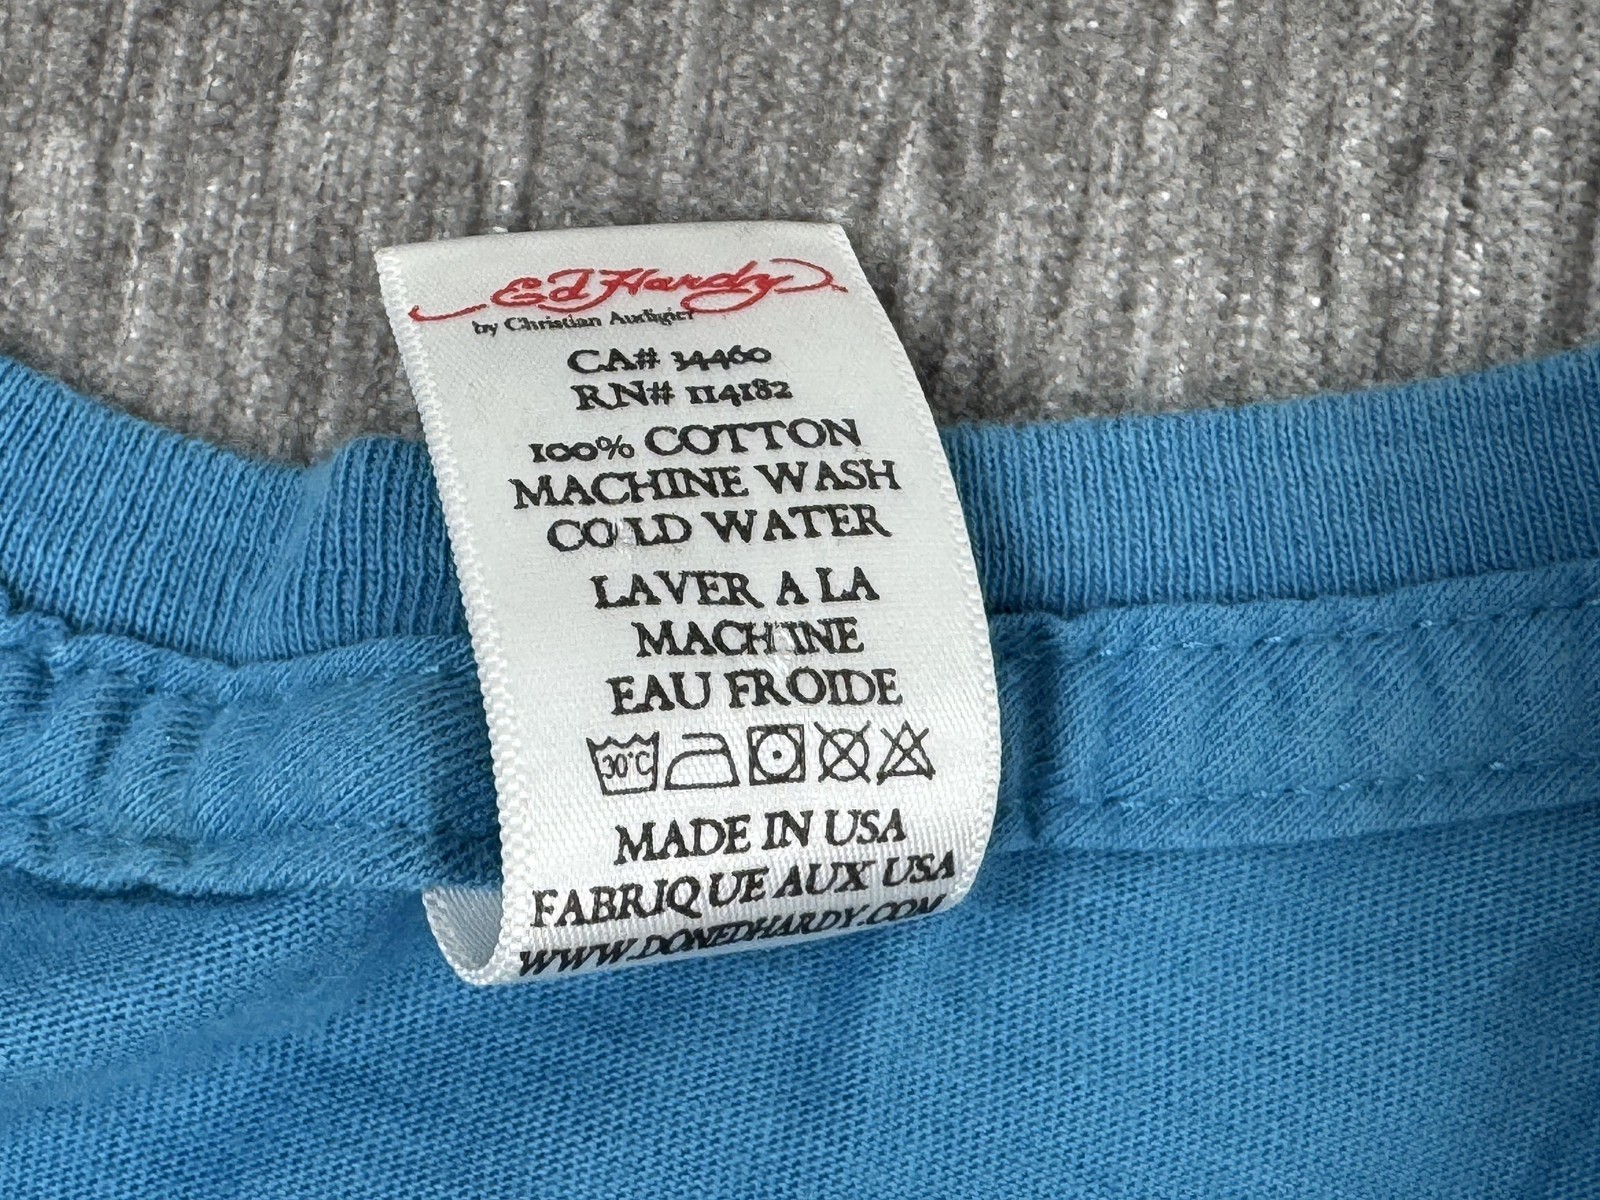 Ed Hardy
by Christian Audigier
CA# 34460
RN# 114182
100% COTTON
MACHINE WASH
COLD WATER
LAVER A LA
MACHINE
EAU FROIDE
30°C
MADE IN USA
FABRIQUE AUX USA
WWW.DONEDHARDY.COM